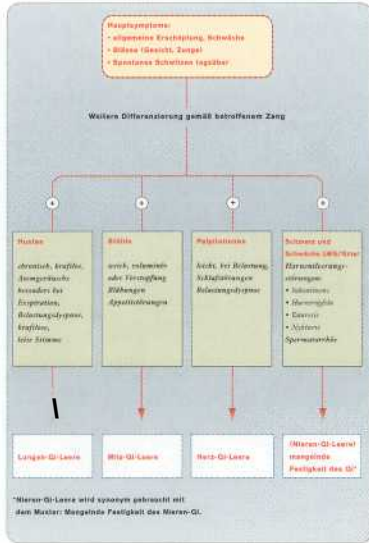 Hauptsymptome:
• allgemeine Erschöpfung, Schwäche
• Blässe (Gesicht, Zunge)
• Spontanes Schwitzen tagsüber
Weitere Differenzierung gemäß betroffenem Zang
+
+
+
+
Husten
chronisch, kraftlos,
Atemgeräusche
besonders bei
Exspiration,
Belastungsdyspnoe,
kraftlose,
leise Stimme
Blähle
weich, voluminös
oder Verstopfung
Blähungen
Appetitstörungen
Palpitationen
leicht, bei Belastung,
Schlafstörungen
Belastungsdyspnoe
Schmerz und
Schwäche LWS/Knie
Harnentleerungs-
störungen:
• Inkontinenz
• Harnträufeln
• Enuresis
• Nykturie
Spermatorrhöe
Lungen-Qi-Leere
Milz-Qi-Leere
Herz-Qi-Leere
(Nieren-Qi-Leere)
mangelnde
Festigkeit des Qi*
*Nieren-Qi-Leere wird synonym gebraucht mit
dem Muster: Mangelnde Festigkeit des Nieren-Qi.